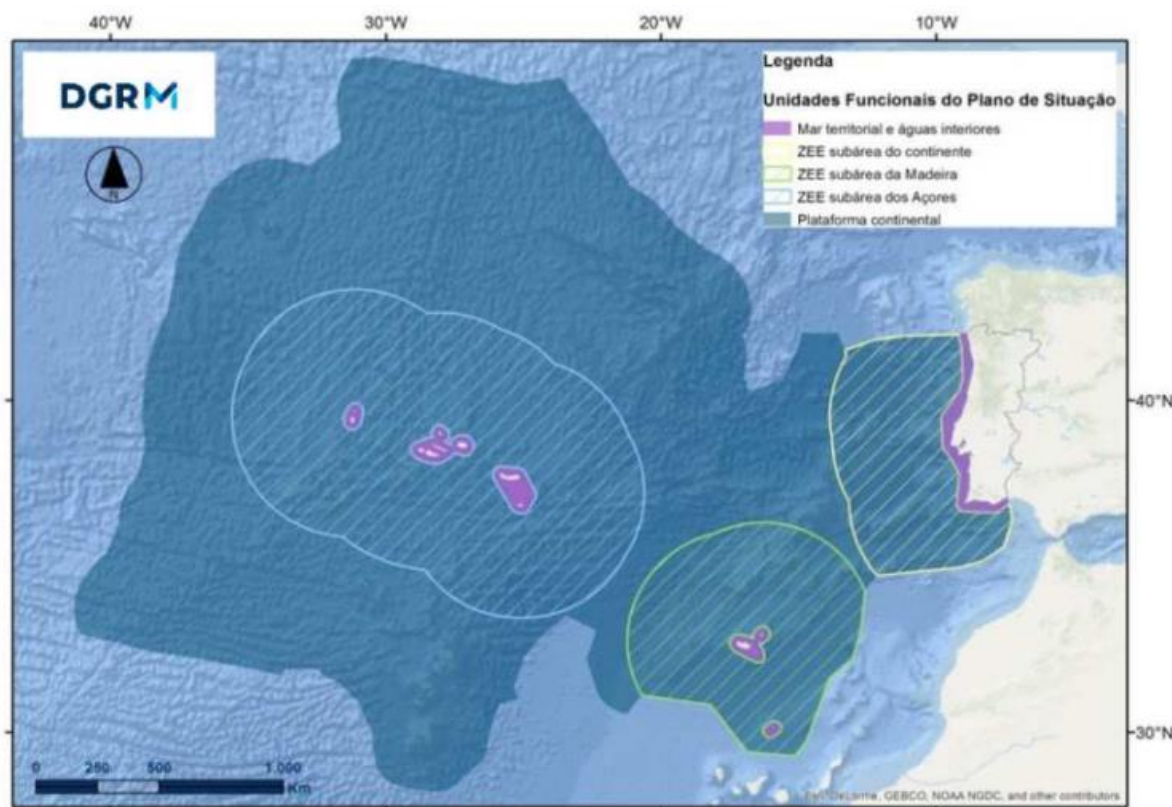 40°W 30°W 20°W 10°W
DGRM
N
Legenda
Unidades Funcionais do Plano de Situação
Mar territorial e águas interiores
ZEE subárea do continente
ZEE subárea da Madeira
ZEE subárea dos Açores
Plataforma continental
40°N
30°N
0 250 500 1.000
Km
Esri, DeLorme, GEBCO, NOAA NGDC, and other contributors